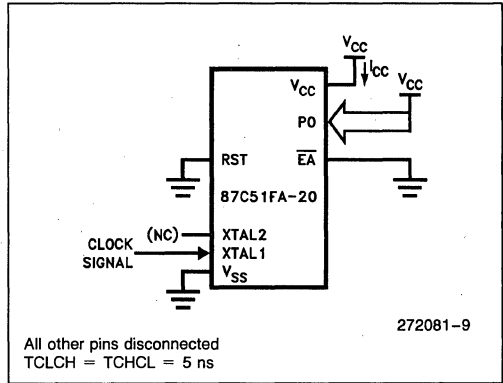 VCC
ICC
VCC
VCC
P0
RST
EA
87C51FA-20
(NC)
XTAL2
CLOCK SIGNAL
XTAL1
VSS
272081-9
All other pins disconnected
TCLCH = TCHCL = 5 ns